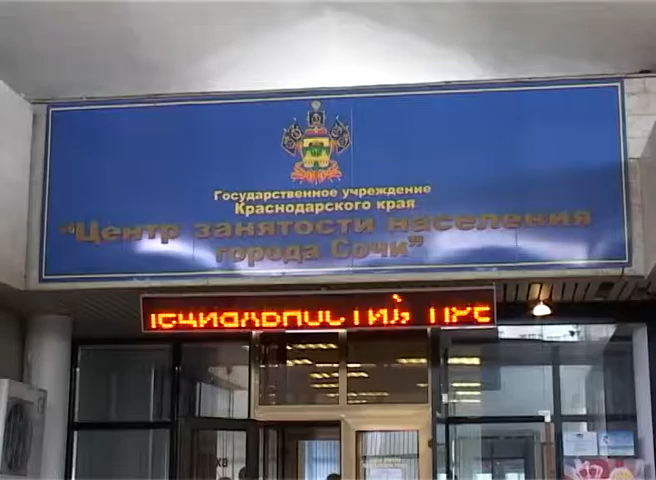 Государственное учреждение
Краснодарского края
"Центр занятости населения
города Сочи"